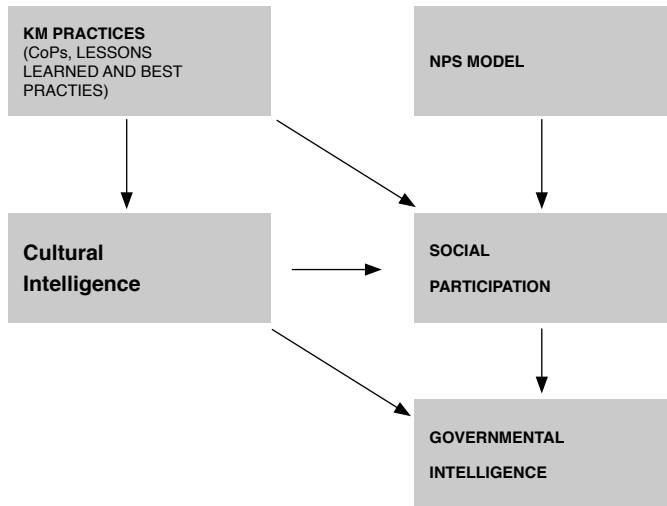 KM PRACTICES
(CoPs, LESSONS
LEARNED AND BEST
PRACTIES)
NPS MODEL
Cultural
Intelligence
SOCIAL
PARTICIPATION
GOVERNMENTAL
INTELLIGENCE